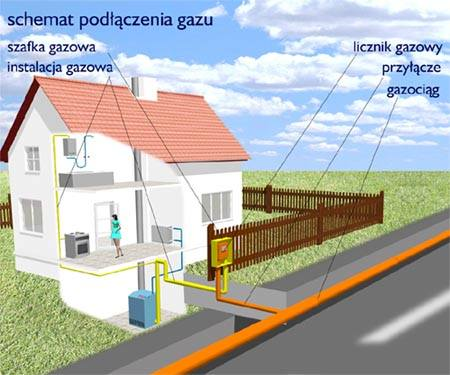 schemat podłączenia gazu
szafka gazowa
instalacja gazowa
licznik gazowy
przyłącze
gazociąg